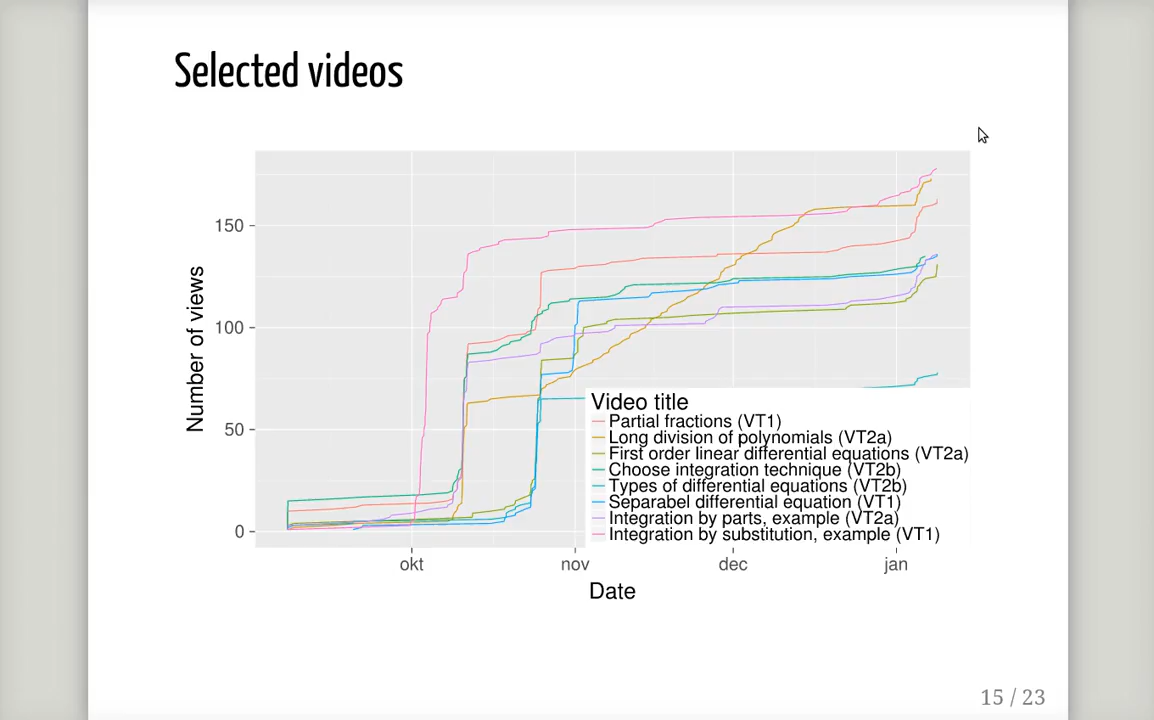 Selected videos
150
100
50
0
Number of views
okt nov dec jan
Date
Video title
Partial fractions (VT1)
Long division of polynomials (VT2a)
First order linear differential equations (VT2a)
Choose integration technique (VT2b)
Types of differential equations (VT2b)
Separabel differential equation (VT1)
Integration by parts, example (VT2a)
Integration by substitution, example (VT1)
15 / 23